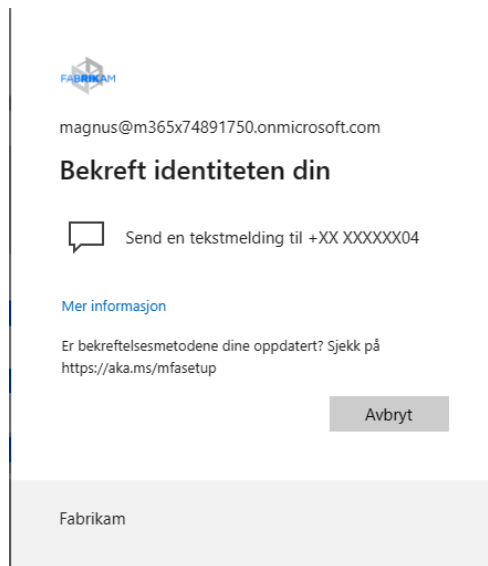 FABRIKAM
magnus@m365x74891750.onmicrosoft.com
Bekreft identiteten din
Send en tekstmelding til +XX XXXXXX04
Mer informasjon
Er bekreftelsesmetodene dine oppdatert? Sjekk på
https://aka.ms/mfasetup
Avbryt
Fabrikam